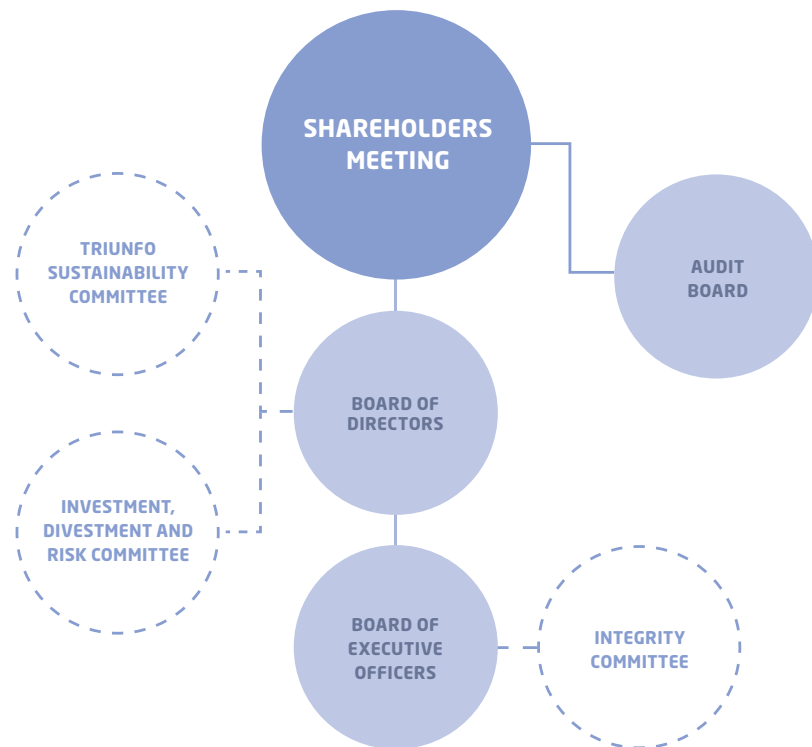 SHAREHOLDERS
MEETING
TRIUNFO
SUSTAINABILITY
COMMITTEE
AUDIT
BOARD
BOARD OF
DIRECTORS
INVESTMENT,
DIVESTMENT AND
RISK COMMITTEE
BOARD OF
EXECUTIVE
OFFICERS
INTEGRITY
COMMITTEE